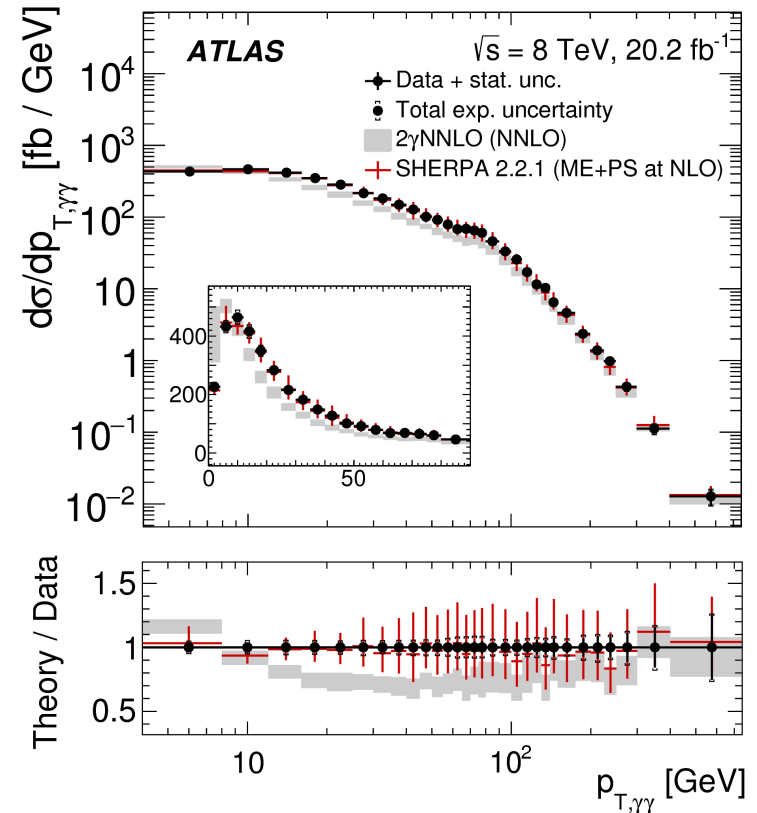 ATLAS
√s = 8 TeV, 20.2 fb⁻¹
Data + stat. unc.
Total exp. uncertainty
2γNNLO (NNLO)
SHERPA 2.2.1 (ME+PS at NLO)
dσ/dp_T,γγ [fb / GeV]
10⁴
10³
10²
10
1
10⁻¹
10⁻²
400
200
0
0
50
Theory / Data
1.5
1
0.5
10
10²
p_T,γγ [GeV]